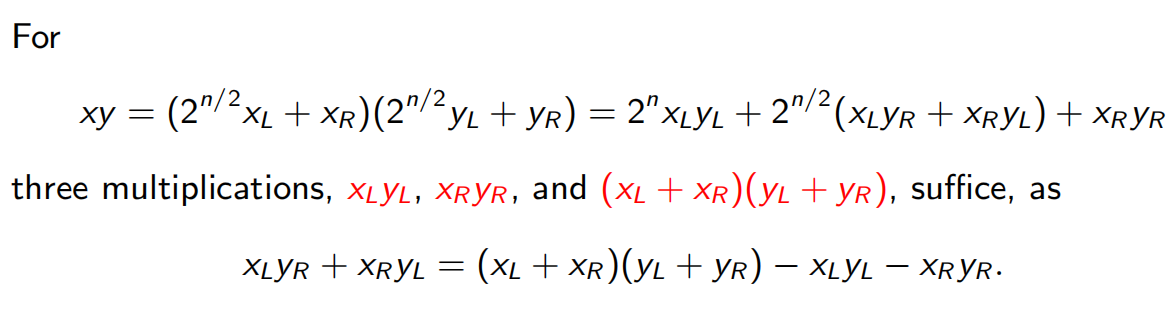 For
xy = (2^{n/2}x_L + x_R)(2^{n/2}y_L + y_R) = 2^n x_L y_L + 2^{n/2}(x_L y_R + x_R y_L) + x_R y_R
three multiplications, x_L y_L, x_R y_R, and (x_L + x_R)(y_L + y_R), suffice, as
x_L y_R + x_R y_L = (x_L + x_R)(y_L + y_R) − x_L y_L − x_R y_R.